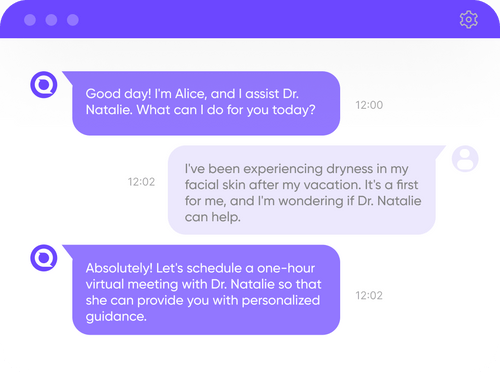 Good day! I'm Alice, and I assist Dr.
Natalie. What can I do for you today?
12:00
12:02
I've been experiencing dryness in my
facial skin after my vacation. It's a first
for me, and I'm wondering if Dr. Natalie
can help.
Absolutely! Let's schedule a one-hour
virtual meeting with Dr. Natalie so that
she can provide you with personalized
guidance.
12:02